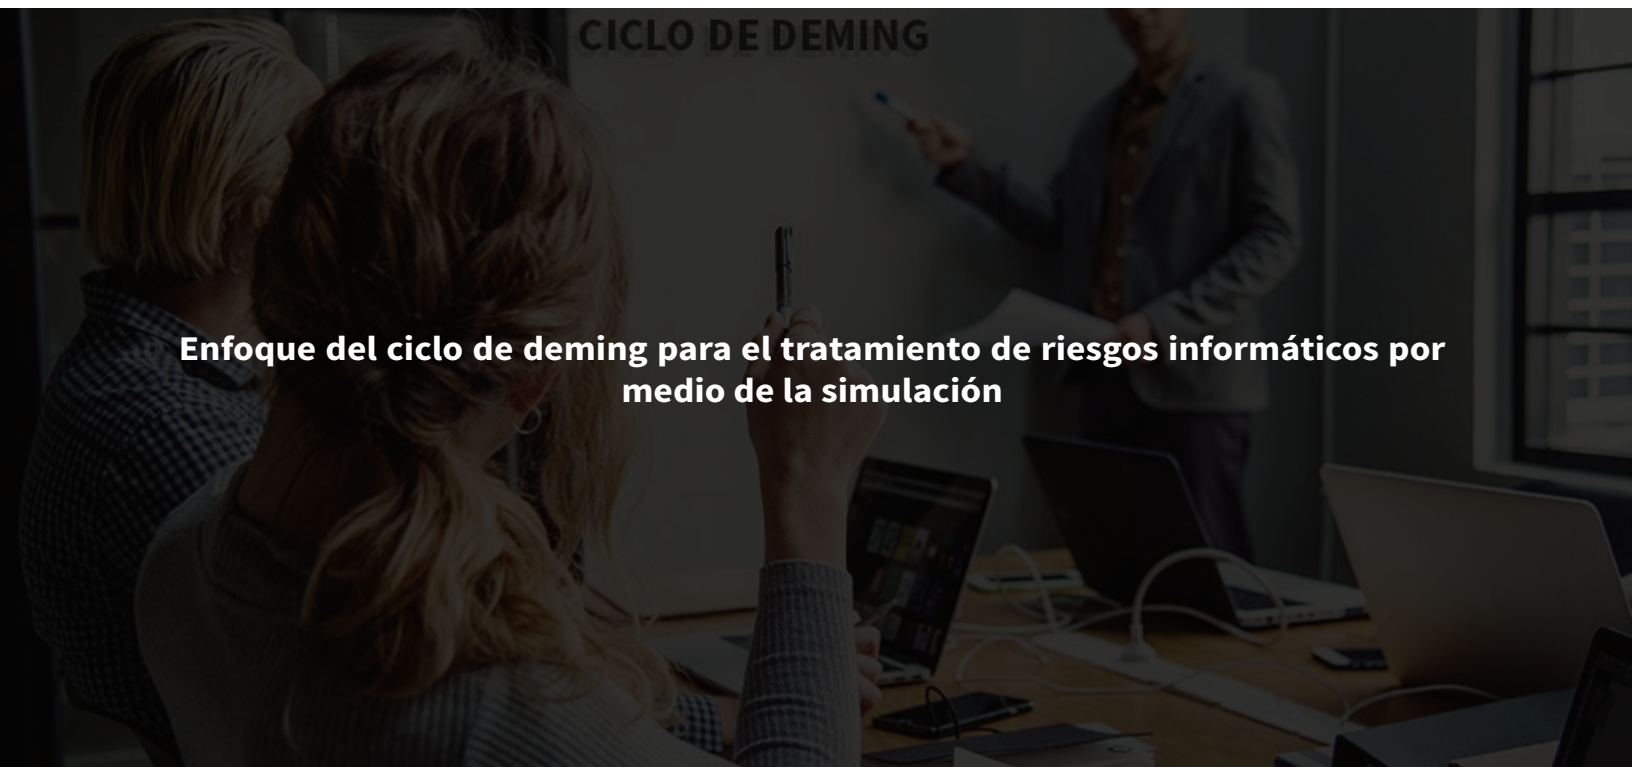 CICLO DE DEMING
Enfoque del ciclo de deming para el tratamiento de riesgos informáticos por
medio de la simulación